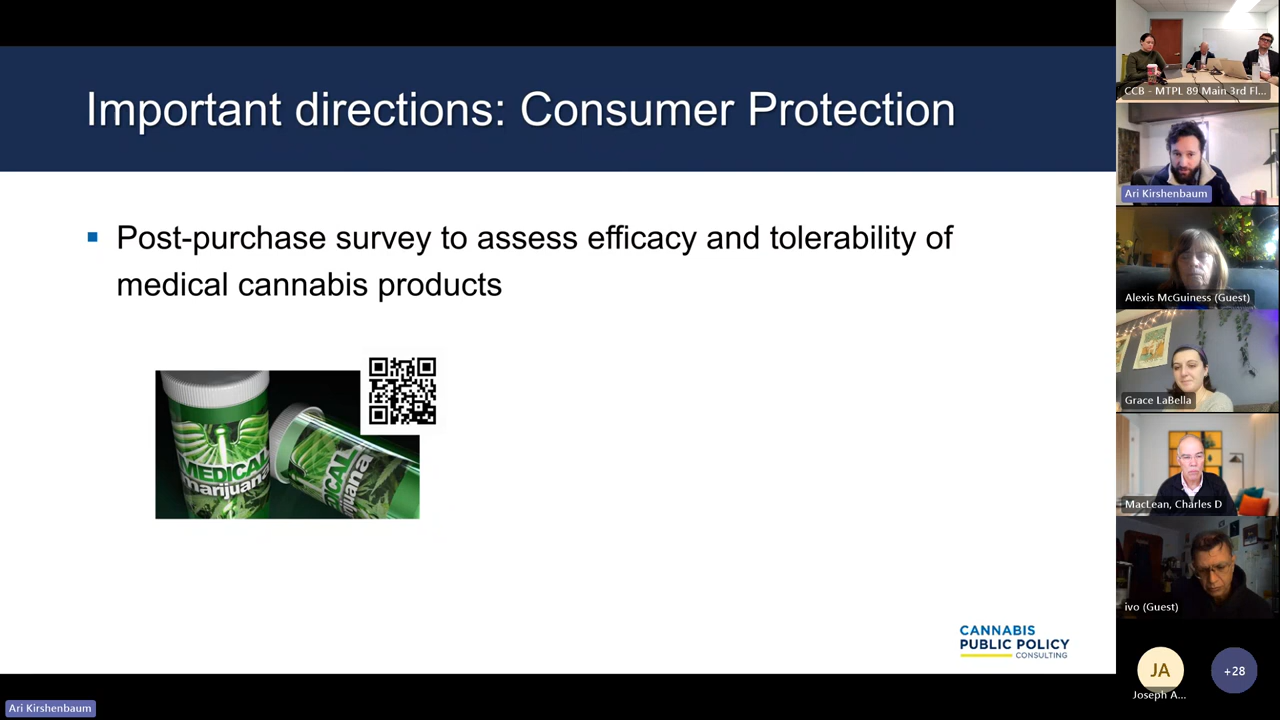 Important directions: Consumer Protection
Post-purchase survey to assess efficacy and tolerability of
medical cannabis products
MEDICAL
marijuana
CANNABIS
PUBLIC POLICY
CONSULTING
CCB - MTPL 89 Main 3rd Fl...
Ari Kirshenbaum
Alexis McGuiness (Guest)
Grace LaBella
MacLean, Charles D
ivo (Guest)
JA
Joseph A...
+28
Ari Kirshenbaum